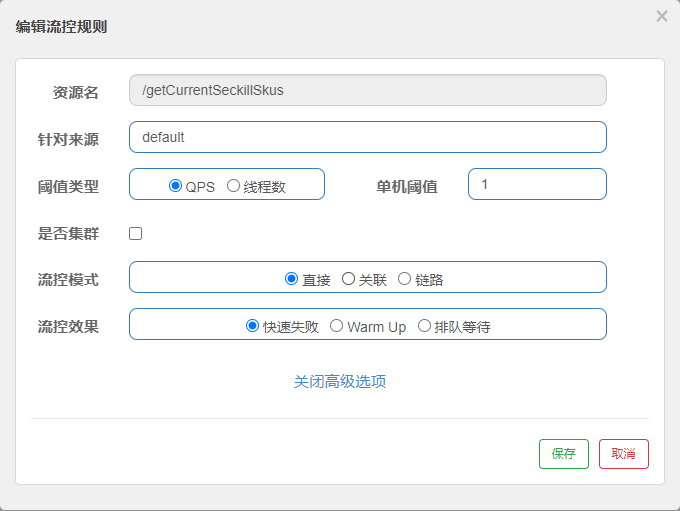 编辑流控规则 ×
资源名 /getCurrentSeckillSkus
针对来源 default
阈值类型 QPS 线程数 单机阈值 1
是否集群
流控模式 直接 关联 链路
流控效果 快速失败 Warm Up 排队等待
关闭高级选项
保存 取消